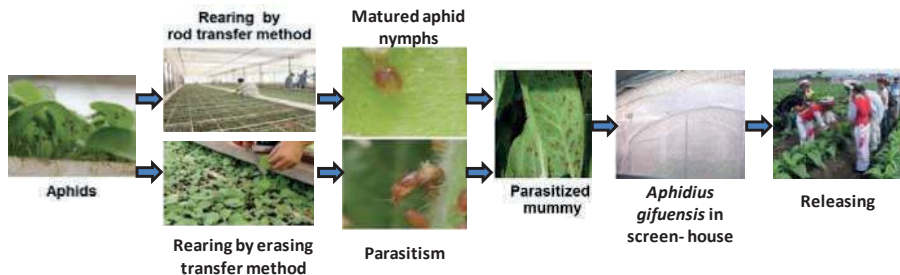 Rearing by
rod transfer method
Matured aphid
nymphs
Aphids
Rearing by erasing
transfer method
Parasitism
Parasitized
mummy
Aphidius
gifuensis in
screen- house
Releasing